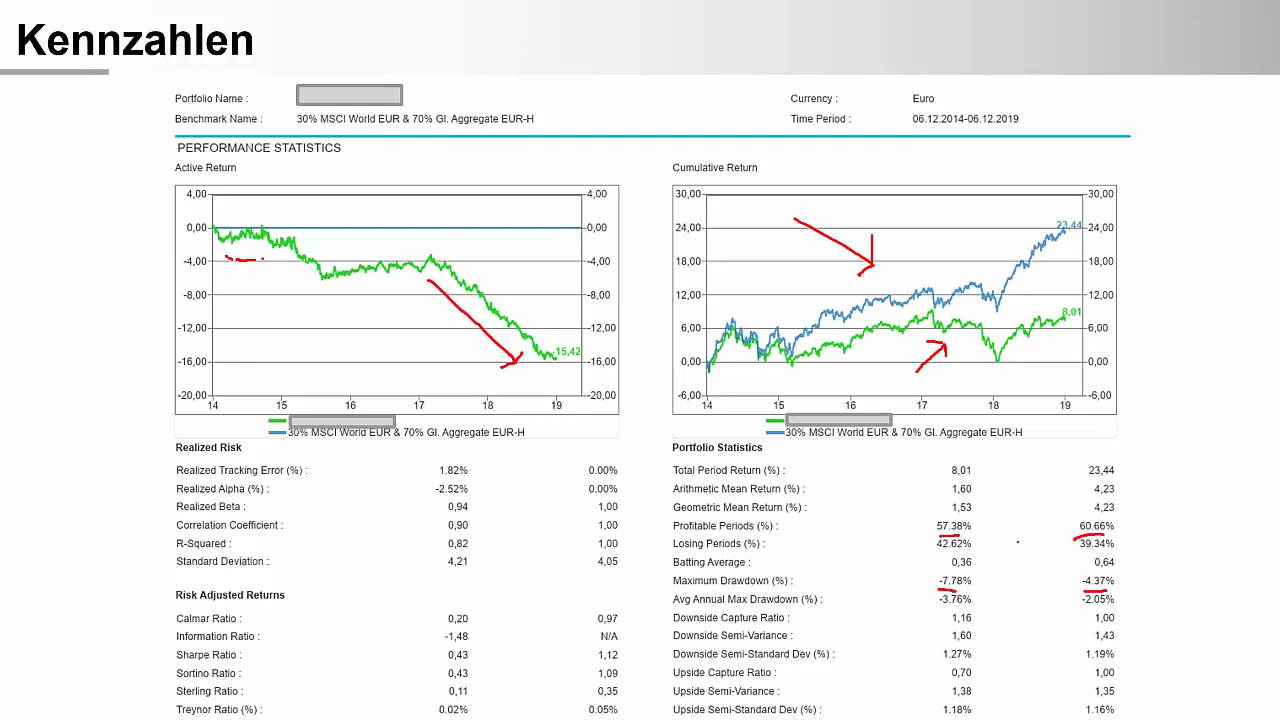 Kennzahlen
Portfolio Name :
Currency : Euro
Benchmark Name : 30% MSCI World EUR & 70% Gl. Aggregate EUR-H
Time Period : 06.12.2014-06.12.2019
PERFORMANCE STATISTICS
Active Return
4,00 4,00
0,00 0,00
-4,00 -4,00
-8,00 -8,00
-12,00 -12,00
-15,42
-16,00 -16,00
-20,00 -20,00
14 15 16 17 18 19
30% MSCI World EUR & 70% Gl. Aggregate EUR-H
Cumulative Return
30,00 30,00
23,44
24,00 24,00
18,00 18,00
12,00 12,00
8,01
6,00 6,00
0,00 0,00
-6,00 -6,00
14 15 16 17 18 19
30% MSCI World EUR & 70% Gl. Aggregate EUR-H
Realized Risk
Realized Tracking Error (%) : 1.82% 0.00%
Realized Alpha (%) : -2.52% 0.00%
Realized Beta : 0,94 1,00
Correlation Coefficient : 0,90 1,00
R-Squared : 0,82 1,00
Standard Deviation : 4,21 4,05
Risk Adjusted Returns
Calmar Ratio : 0,20 0,97
Information Ratio : -1,48 N/A
Sharpe Ratio : 0,43 1,12
Sortino Ratio : 0,43 1,09
Sterling Ratio : 0,11 0,35
Treynor Ratio (%) : 0.02% 0.05%
Portfolio Statistics
Total Period Return (%) : 8,01 23,44
Arithmetic Mean Return (%) : 1,60 4,23
Geometric Mean Return (%) : 1,53 4,23
Profitable Periods (%) : 57.38% 60.66%
Losing Periods (%) : 42.62% 39.34%
Batting Average : 0,36 0,64
Maximum Drawdown (%) : -7.78% -4.37%
Avg Annual Max Drawdown (%) : -3.76% -2.05%
Downside Capture Ratio : 1,16 1,00
Downside Semi-Variance : 1,60 1,43
Downside Semi-Standard Dev (%) : 1.27% 1.19%
Upside Capture Ratio : 0,70 1,00
Upside Semi-Variance : 1,38 1,35
Upside Semi-Standard Dev (%) : 1.18% 1.16%